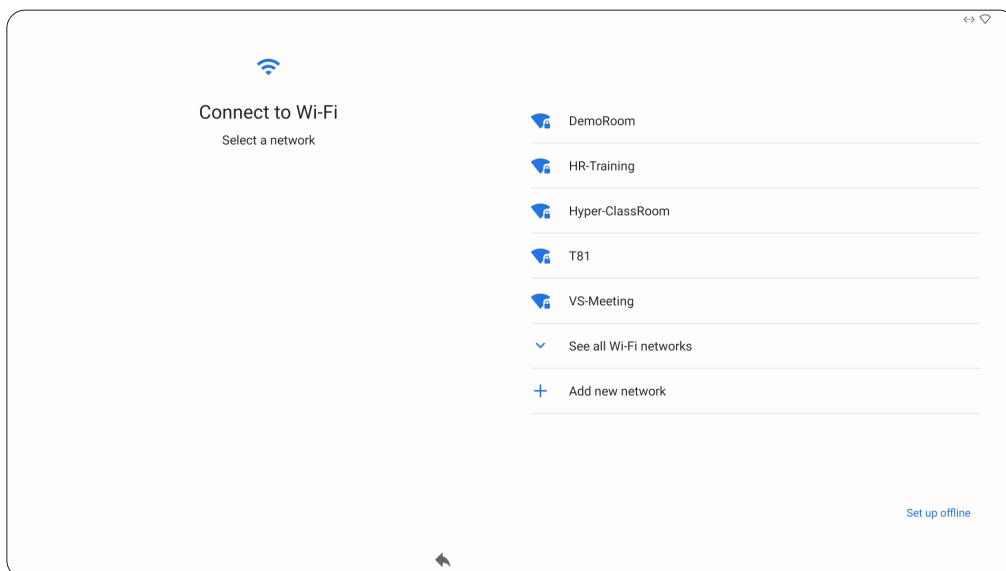 Connect to Wi-Fi
Select a network
DemoRoom
HR-Training
Hyper-ClassRoom
T81
VS-Meeting
See all Wi-Fi networks
Add new network
Set up offline